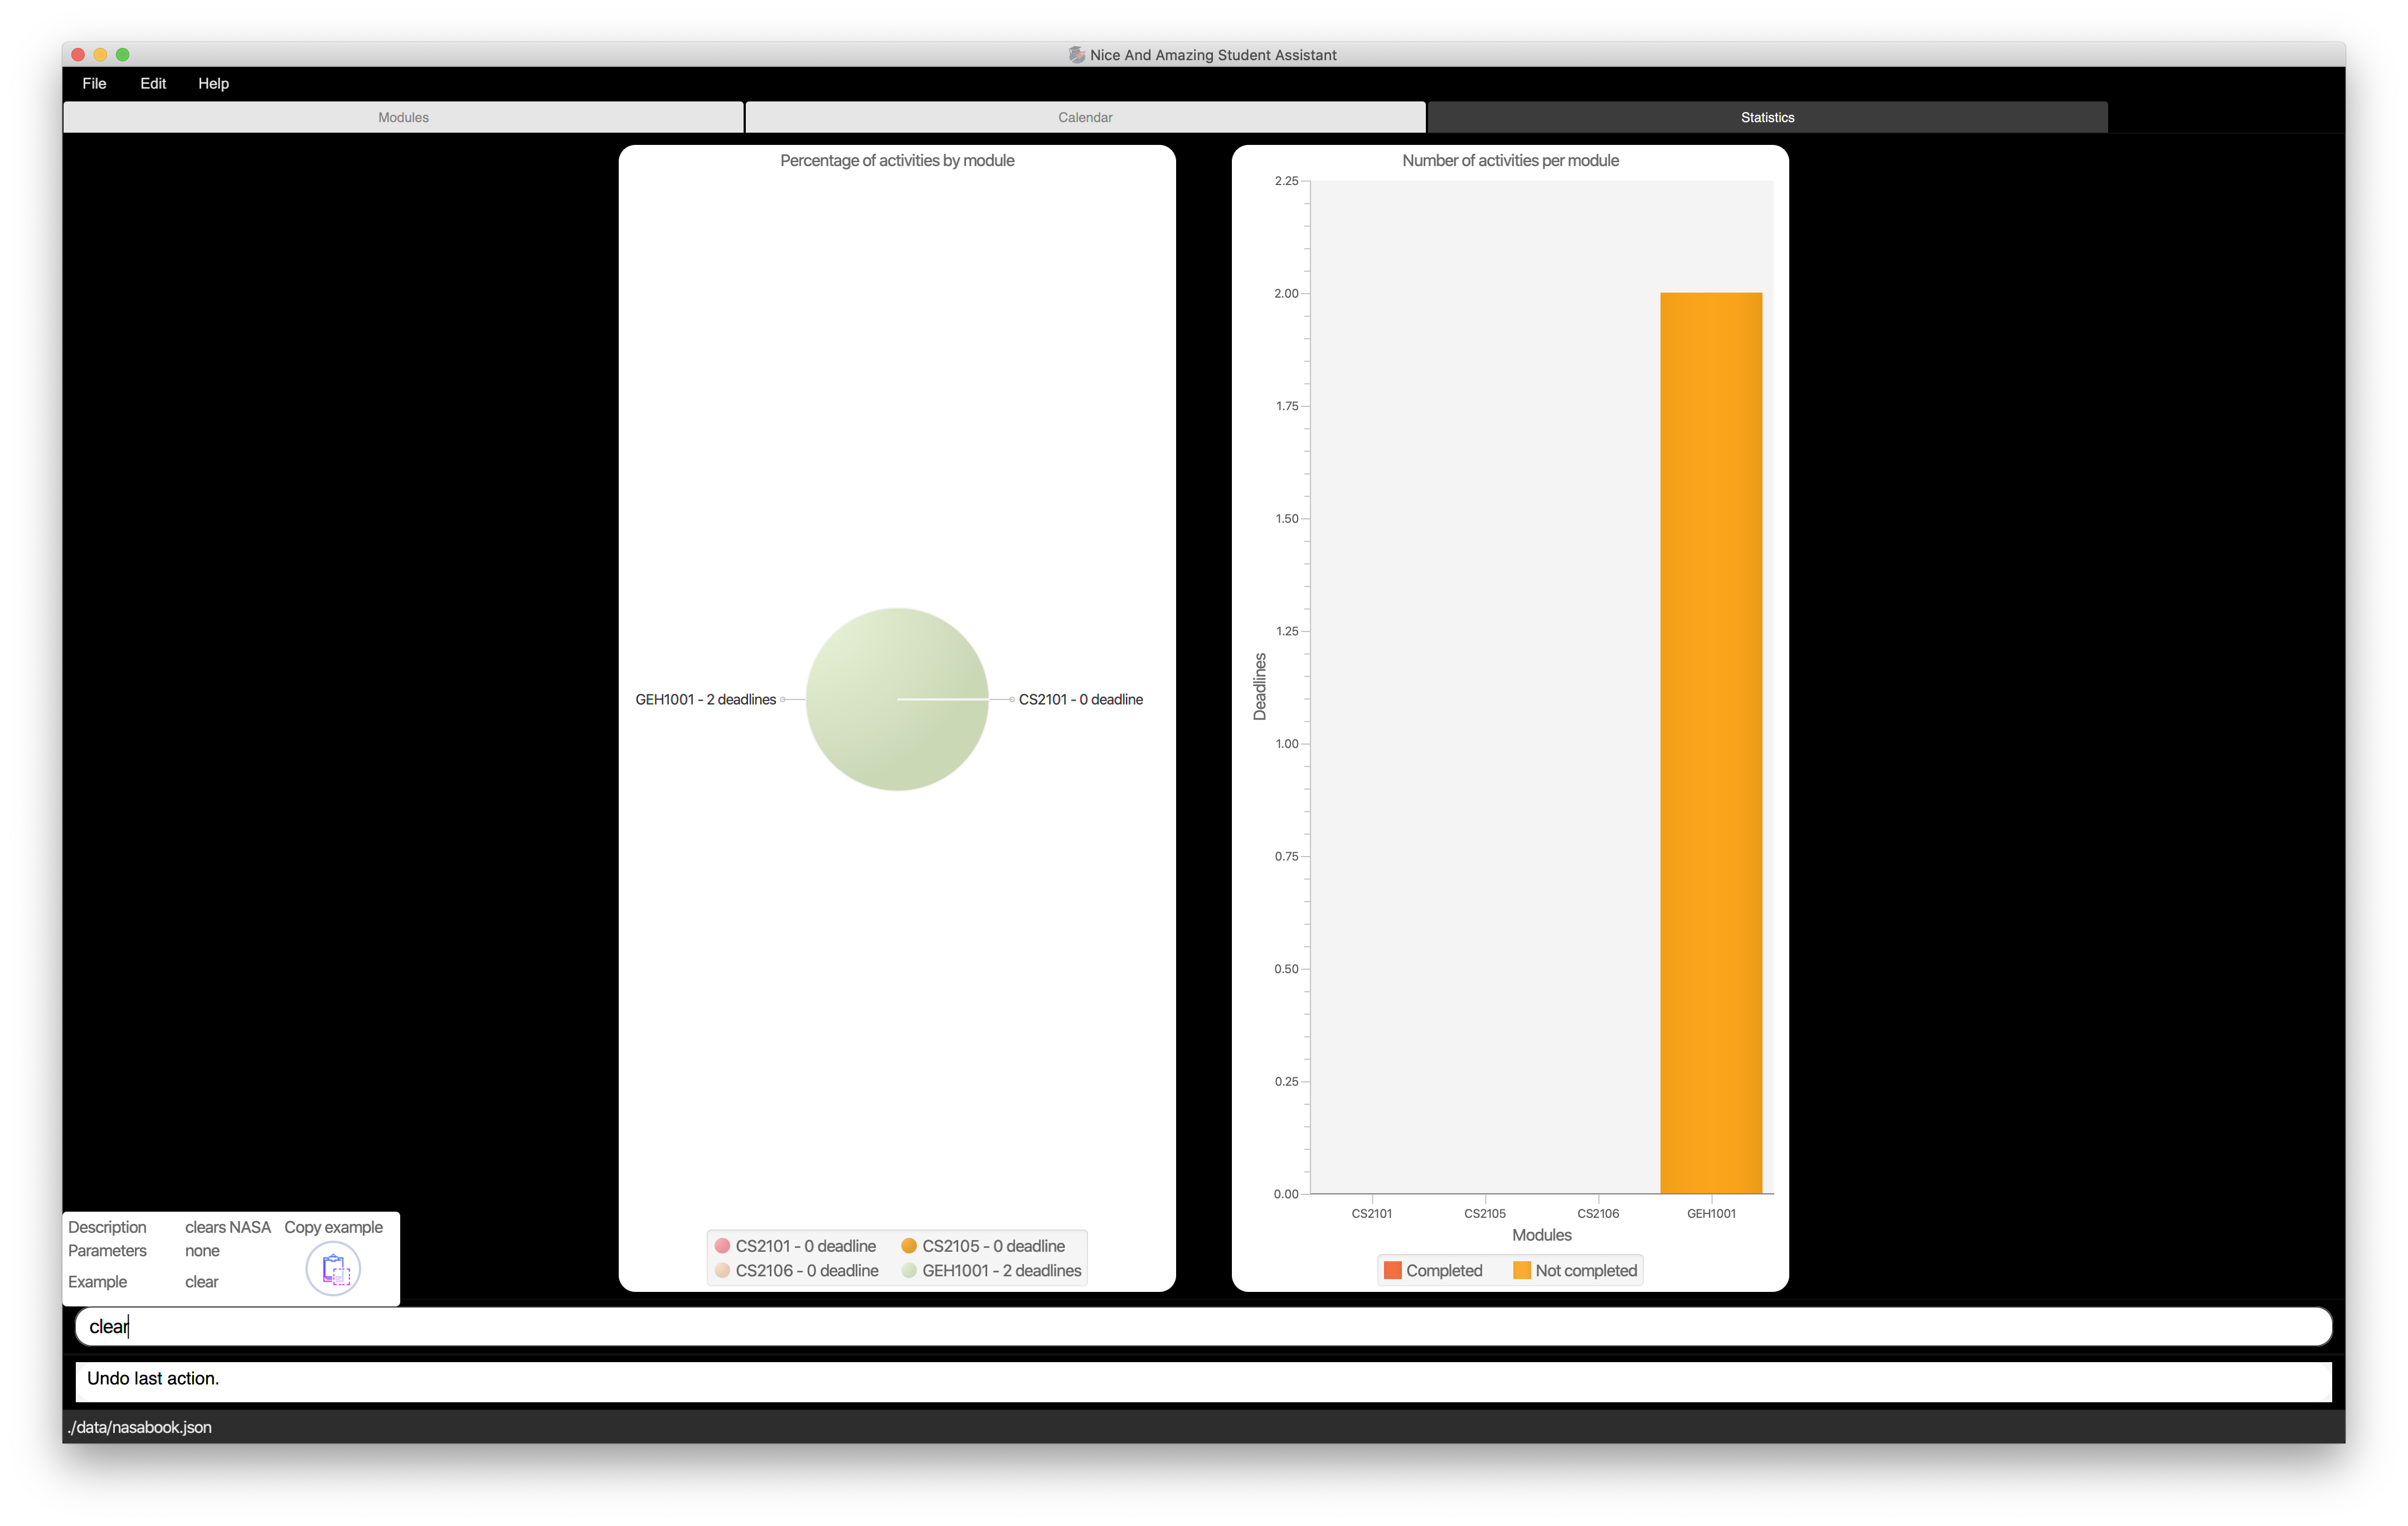 Nice And Amazing Student Assistant
File Edit Help
Modules Calendar Statistics
Percentage of activities by module
GEH1001 - 2 deadlines
CS2101 - 0 deadline
CS2101 - 0 deadline CS2105 - 0 deadline
CS2106 - 0 deadline GEH1001 - 2 deadlines
Number of activities per module
2.25
2.00
1.75
1.50
1.25
1.00
0.75
0.50
0.25
0.00
Deadlines
CS2101 CS2105 CS2106 GEH1001
Modules
Completed Not completed
Description clears NASA Copy example
Parameters none
Example clear
clear
Undo last action.
./data/nasabook.json